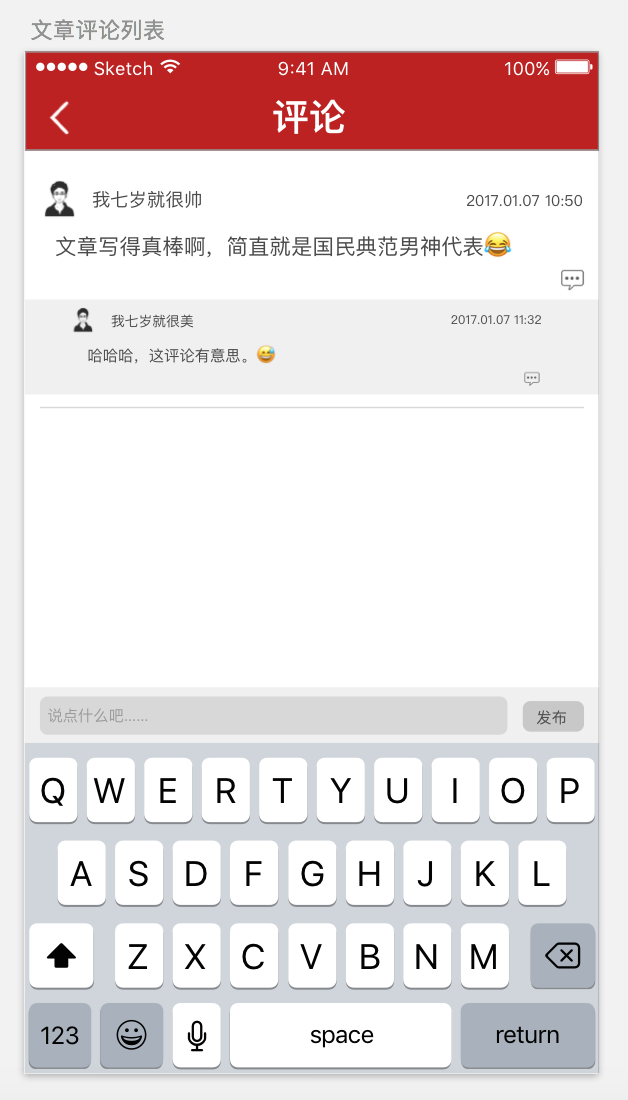 文章评论列表
Sketch 9:41 AM 100%
评论
我七岁就很帅 2017.01.07 10:50
文章写得真棒啊，简直就是国民典范男神代表😂
我七岁就很美 2017.01.07 11:32
哈哈哈，这评论有意思。😅
说点什么吧…… 发布
Q W E R T Y U I O P
A S D F G H J K L
Z X C V B N M
123 space return